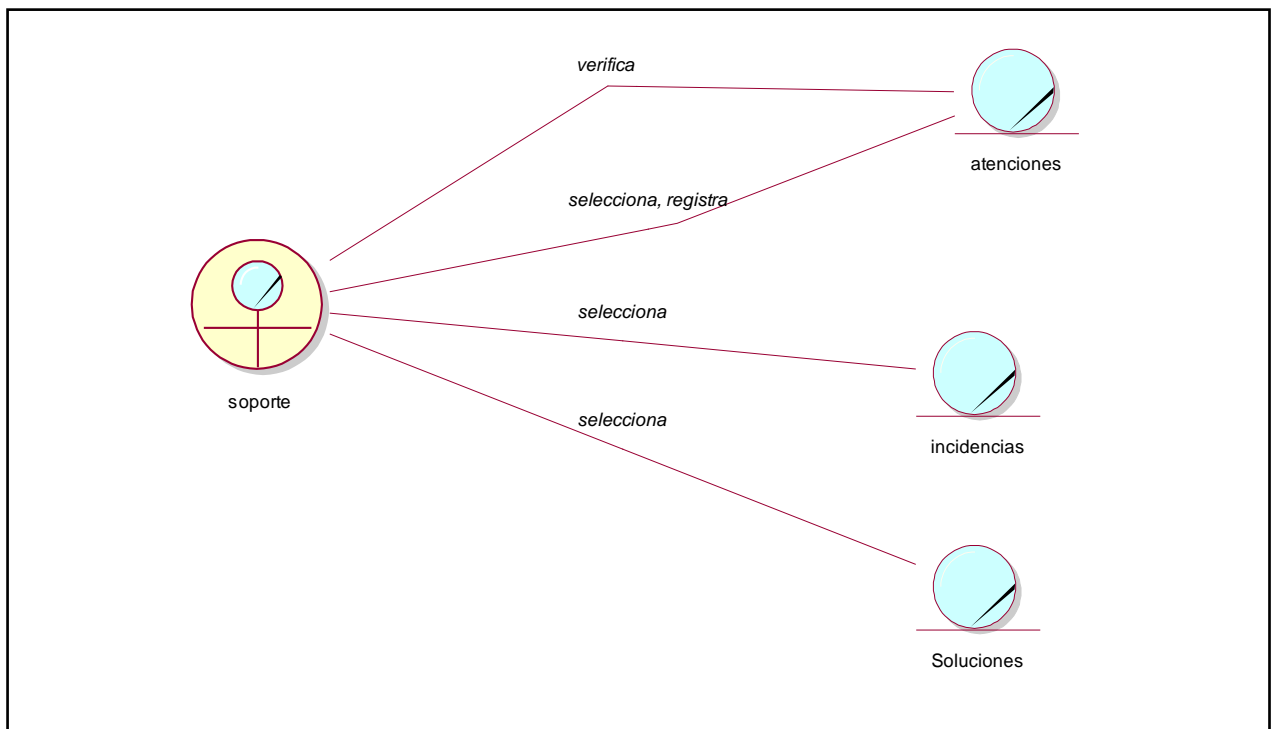 verifica
atenciones
selecciona, registra
selecciona
soporte
incidencias
selecciona
Soluciones